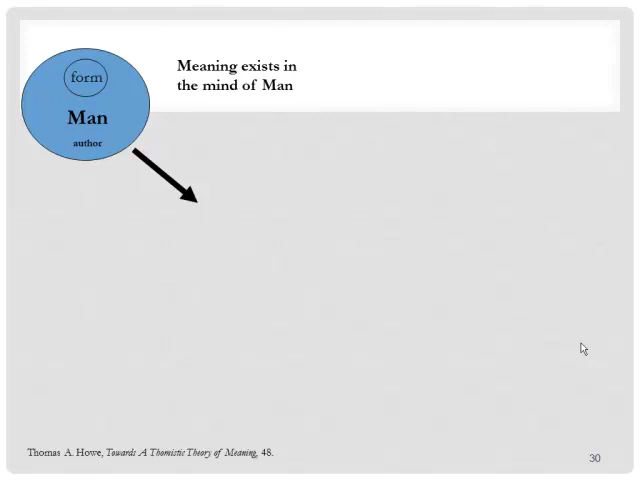 form
Man
author
Meaning exists in
the mind of Man
Thomas A. Howe, Towards A Thomistic Theory of Meaning, 48.
30